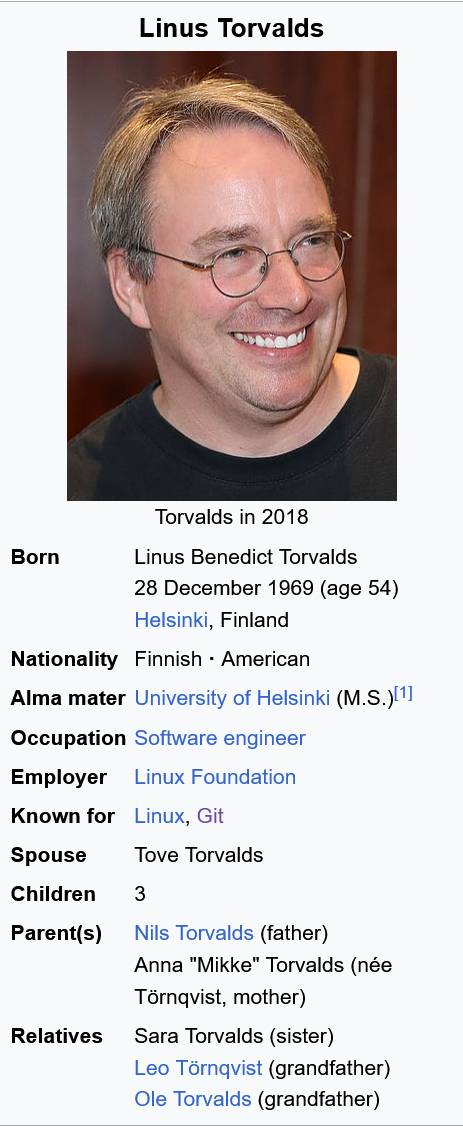 Linus Torvalds
Torvalds in 2018
Born Linus Benedict Torvalds
28 December 1969 (age 54)
Helsinki, Finland
Nationality Finnish · American
Alma mater University of Helsinki (M.S.)[1]
Occupation Software engineer
Employer Linux Foundation
Known for Linux, Git
Spouse Tove Torvalds
Children 3
Parent(s) Nils Torvalds (father)
Anna "Mikke" Torvalds (née
Törnqvist, mother)
Relatives Sara Torvalds (sister)
Leo Törnqvist (grandfather)
Ole Torvalds (grandfather)